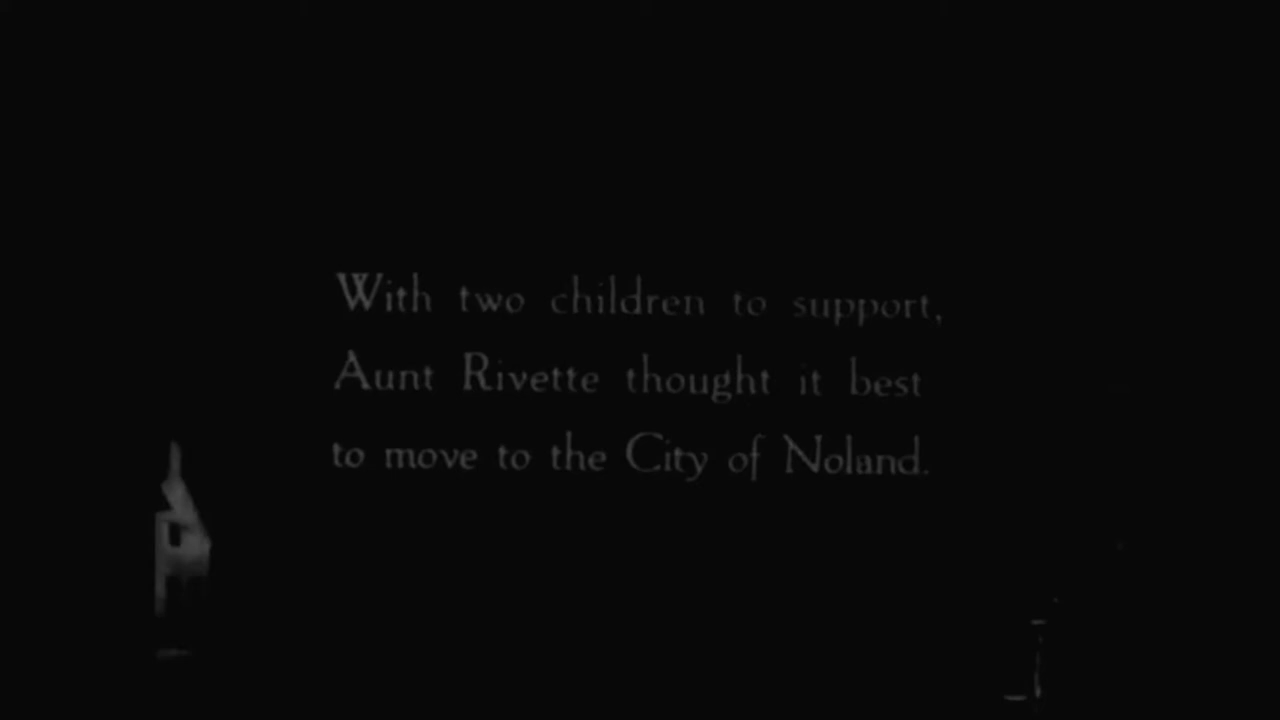 With two children to support,
Aunt Rivette thought it best
to move to the City of Noland.